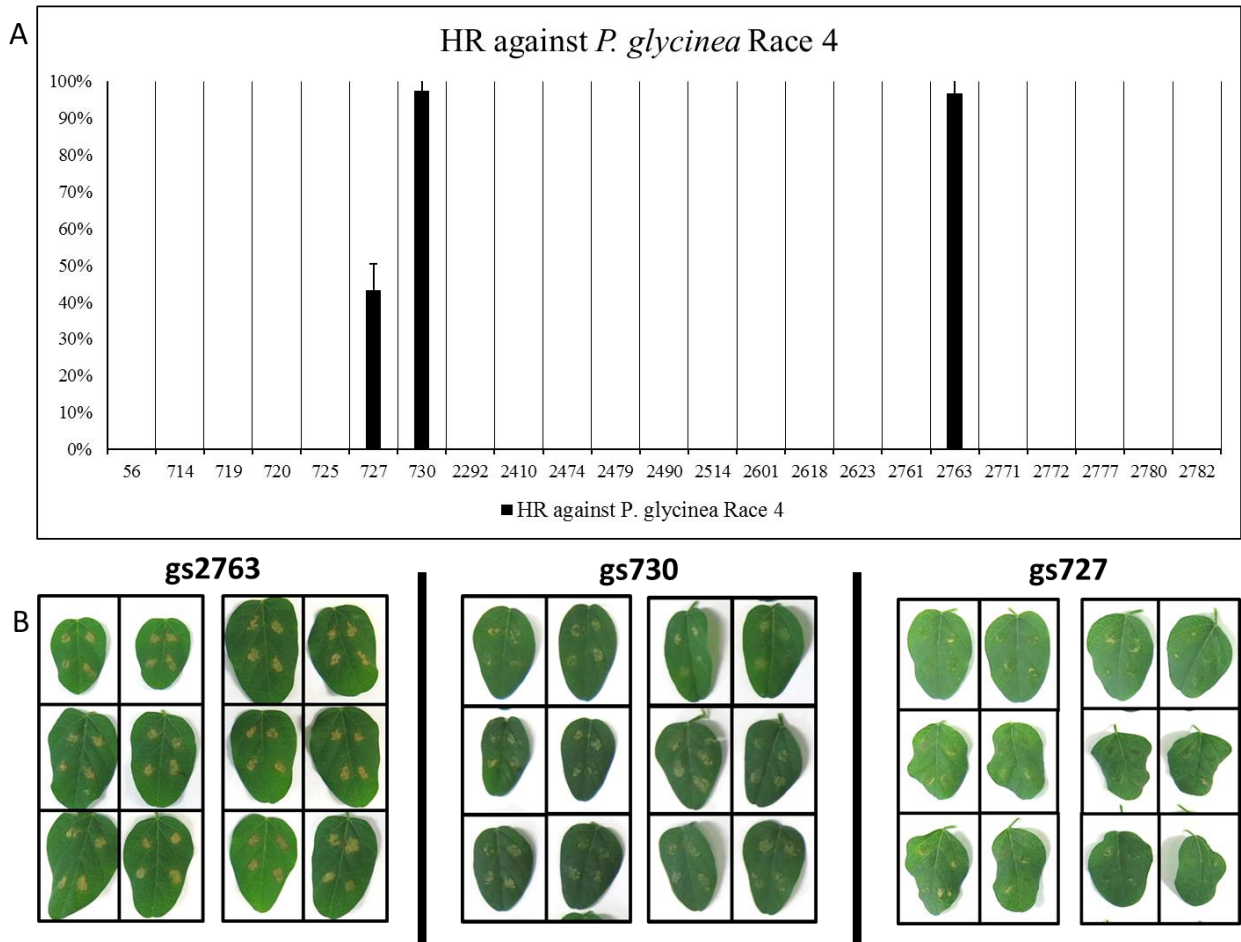 A
HR against P. glycinea Race 4
100%
90%
80%
70%
60%
50%
40%
30%
20%
10%
0%
56 714 719 720 725 727 730 2292 2410 2474 2479 2490 2514 2601 2618 2623 2761 2763 2771 2772 2777 2780 2782
HR against P. glycinea Race 4
gs2763 gs730 gs727
B